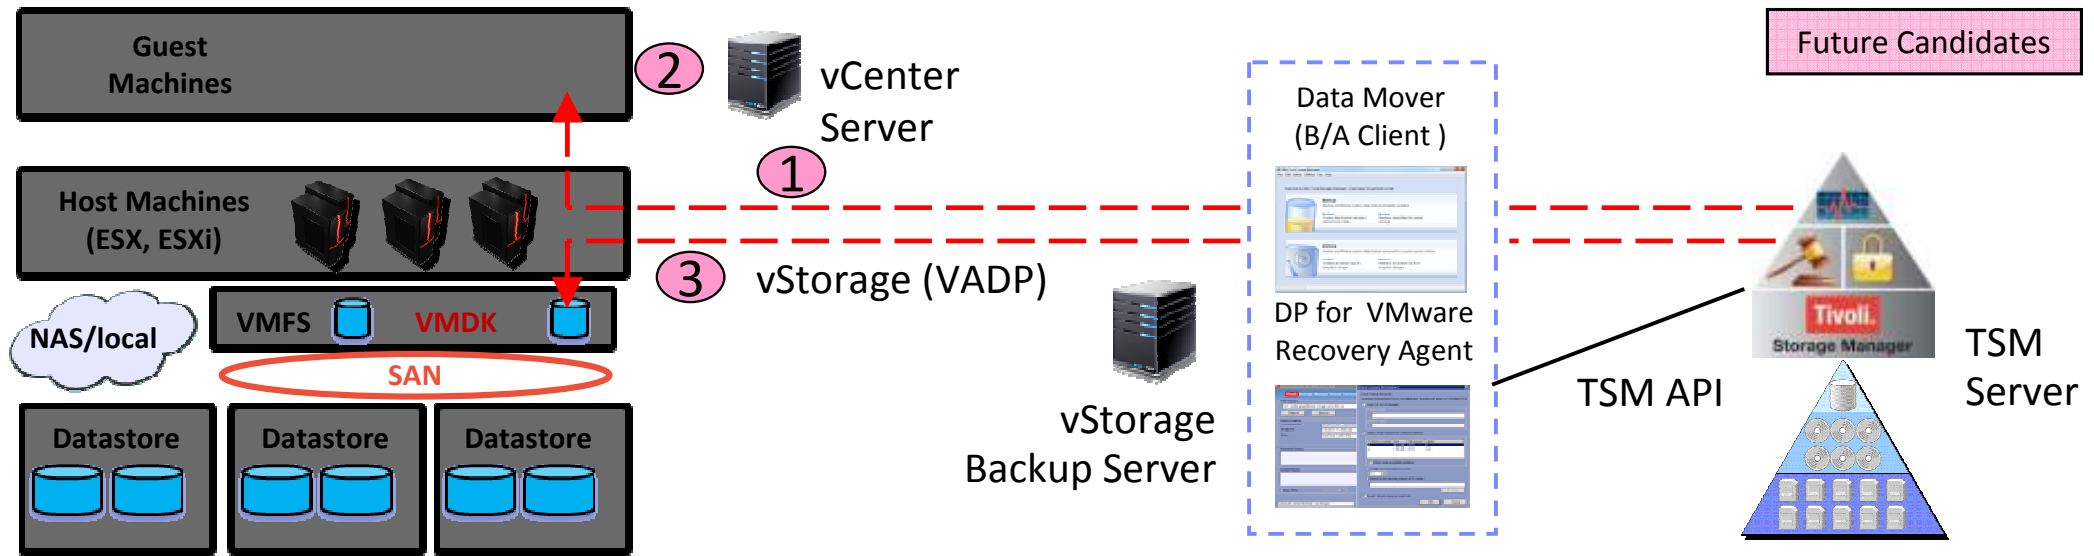 Guest
Machines
2
vCenter
Server
Future Candidates
Data Mover
(B/A Client )
1
Host Machines
(ESX, ESXi)
3
vStorage (VADP)
NAS/local
VMFS
VMDK
SAN
DP for VMware
Recovery Agent
Tivoli.
Storage Manager
TSM
Server
TSM API
vStorage
Backup Server
Datastore
Datastore
Datastore